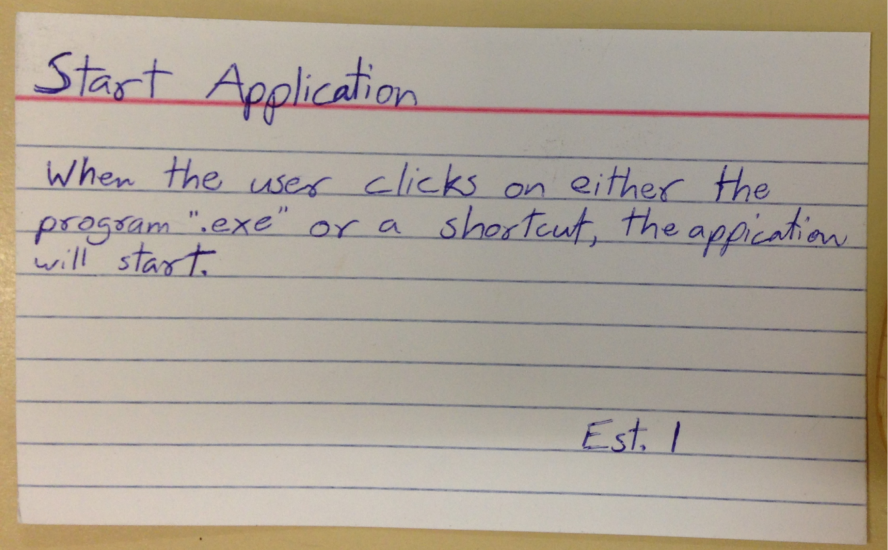 Start Application
When the user clicks on either the
program ".exe" or a shortcut, the appication
will start.
Est. 1